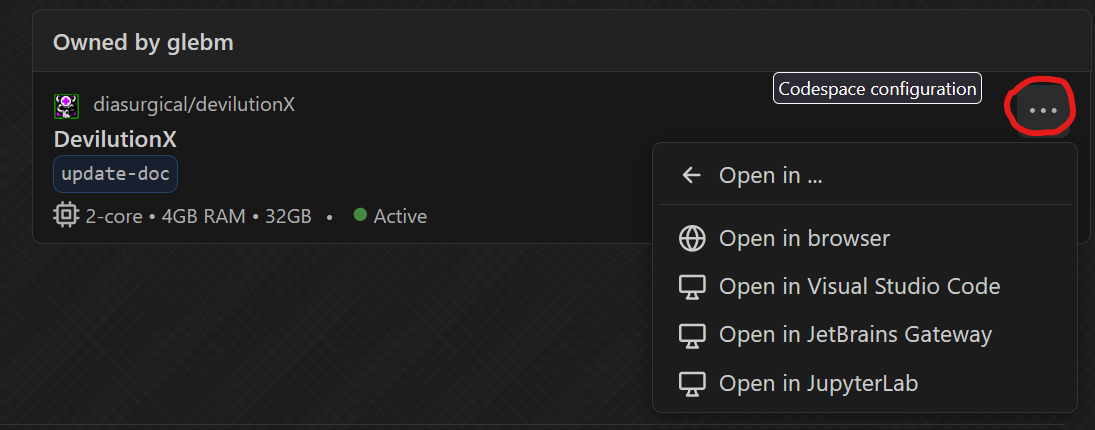 Owned by glebm
diasurgical/devilutionX
Codespace configuration
DevilutionX
update-doc
2-core • 4GB RAM • 32GB • Active
Open in ...
Open in browser
Open in Visual Studio Code
Open in JetBrains Gateway
Open in JupyterLab